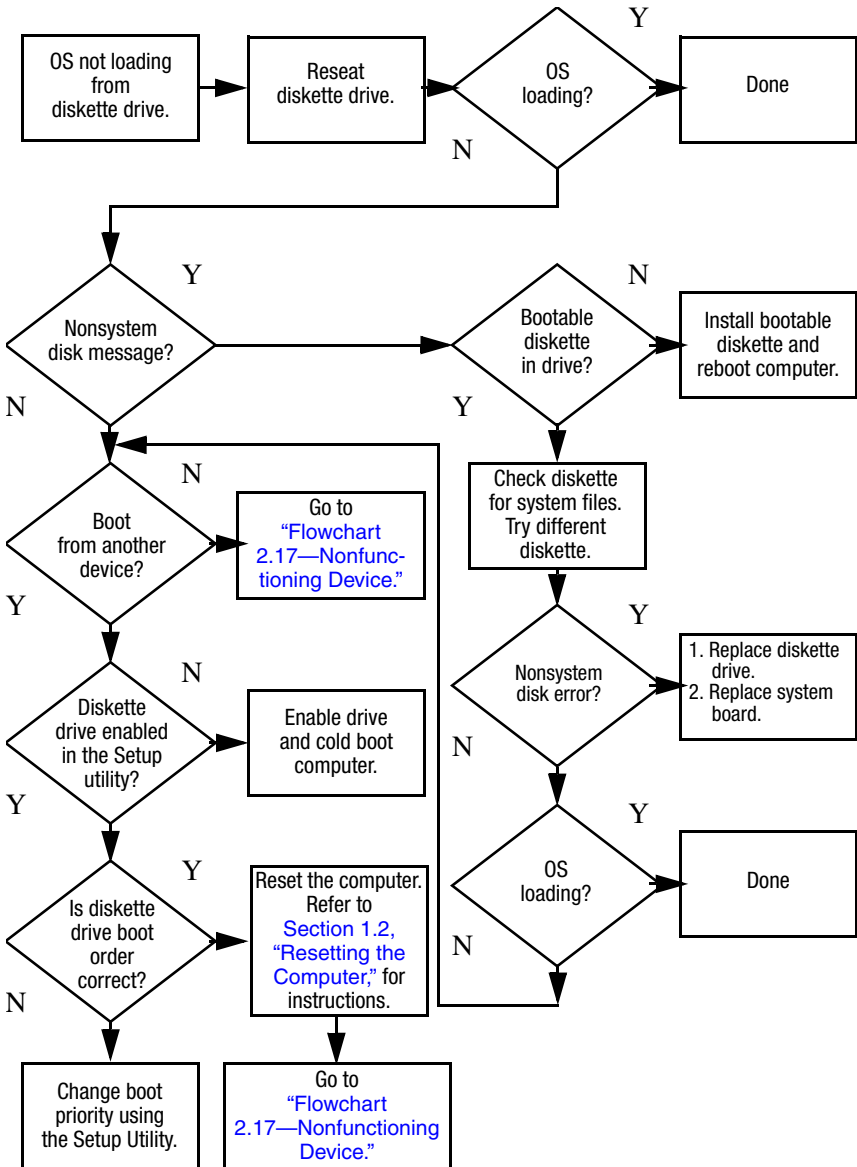 OS not loading
from
diskette drive.
Reseat
diskette drive.
OS
loading?
Y
N
Done
Nonsystem
disk message?
Y
N
Bootable
diskette
in drive?
N
Y
Install bootable
diskette and
reboot computer.
Check diskette
for system files.
Try different
diskette.
Boot
from another
device?
N
Y
Go to
“Flowchart
2.17—Nonfunc-
tioning Device.”
Nonsystem
disk error?
Y
N
1. Replace diskette
drive.
2. Replace system
board.
Diskette
drive enabled
in the Setup
utility?
N
Y
Enable drive
and cold boot
computer.
OS
loading?
Y
N
Done
Is diskette
drive boot
order
correct?
Y
N
Reset the computer.
Refer to
Section 1.2,
“Resetting the
Computer,” for
instructions.
Change boot
priority using
the Setup Utility.
Go to
“Flowchart
2.17—Nonfunctioning
Device.”